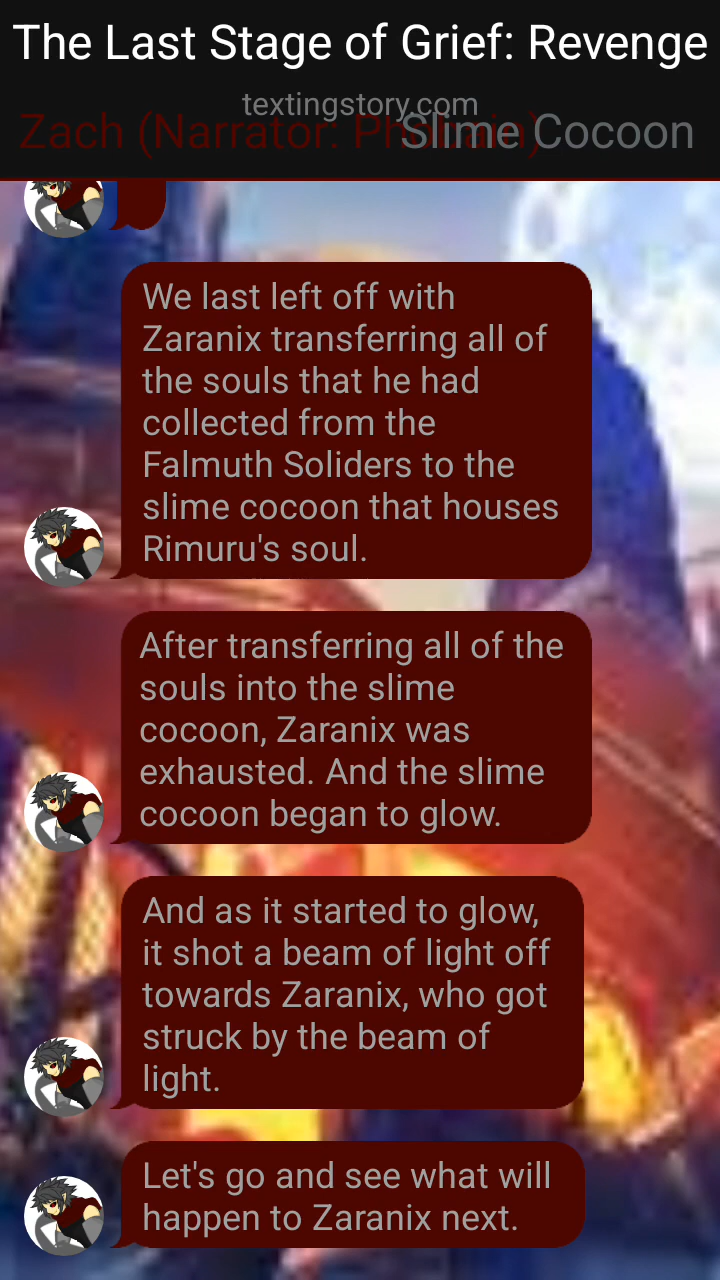 The Last Stage of Grief: Revenge
textingstory.com
Zach (Narrator: 
Slime Cocoon
We last left off with
Zaranix transferring all of
the souls that he had
collected from the
Falmuth Soliders to the
slime cocoon that houses
Rimuru's soul.
After transferring all of the
souls into the slime
cocoon, Zaranix was
exhausted. And the slime
cocoon began to glow.
And as it started to glow,
it shot a beam of light off
towards Zaranix, who got
struck by the beam of
light.
Let's go and see what will
happen to Zaranix next.